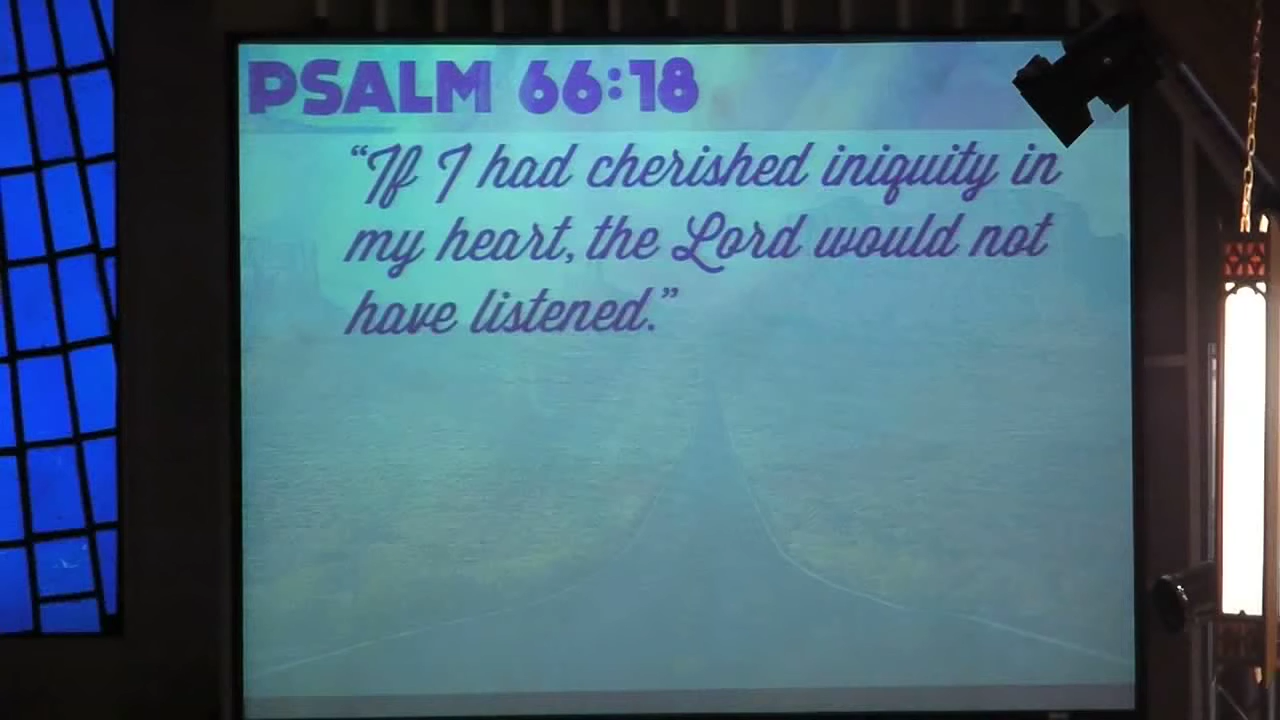 PSALM 66:18
“If I had cherished iniquity in
my heart, the Lord would not
have listened.”